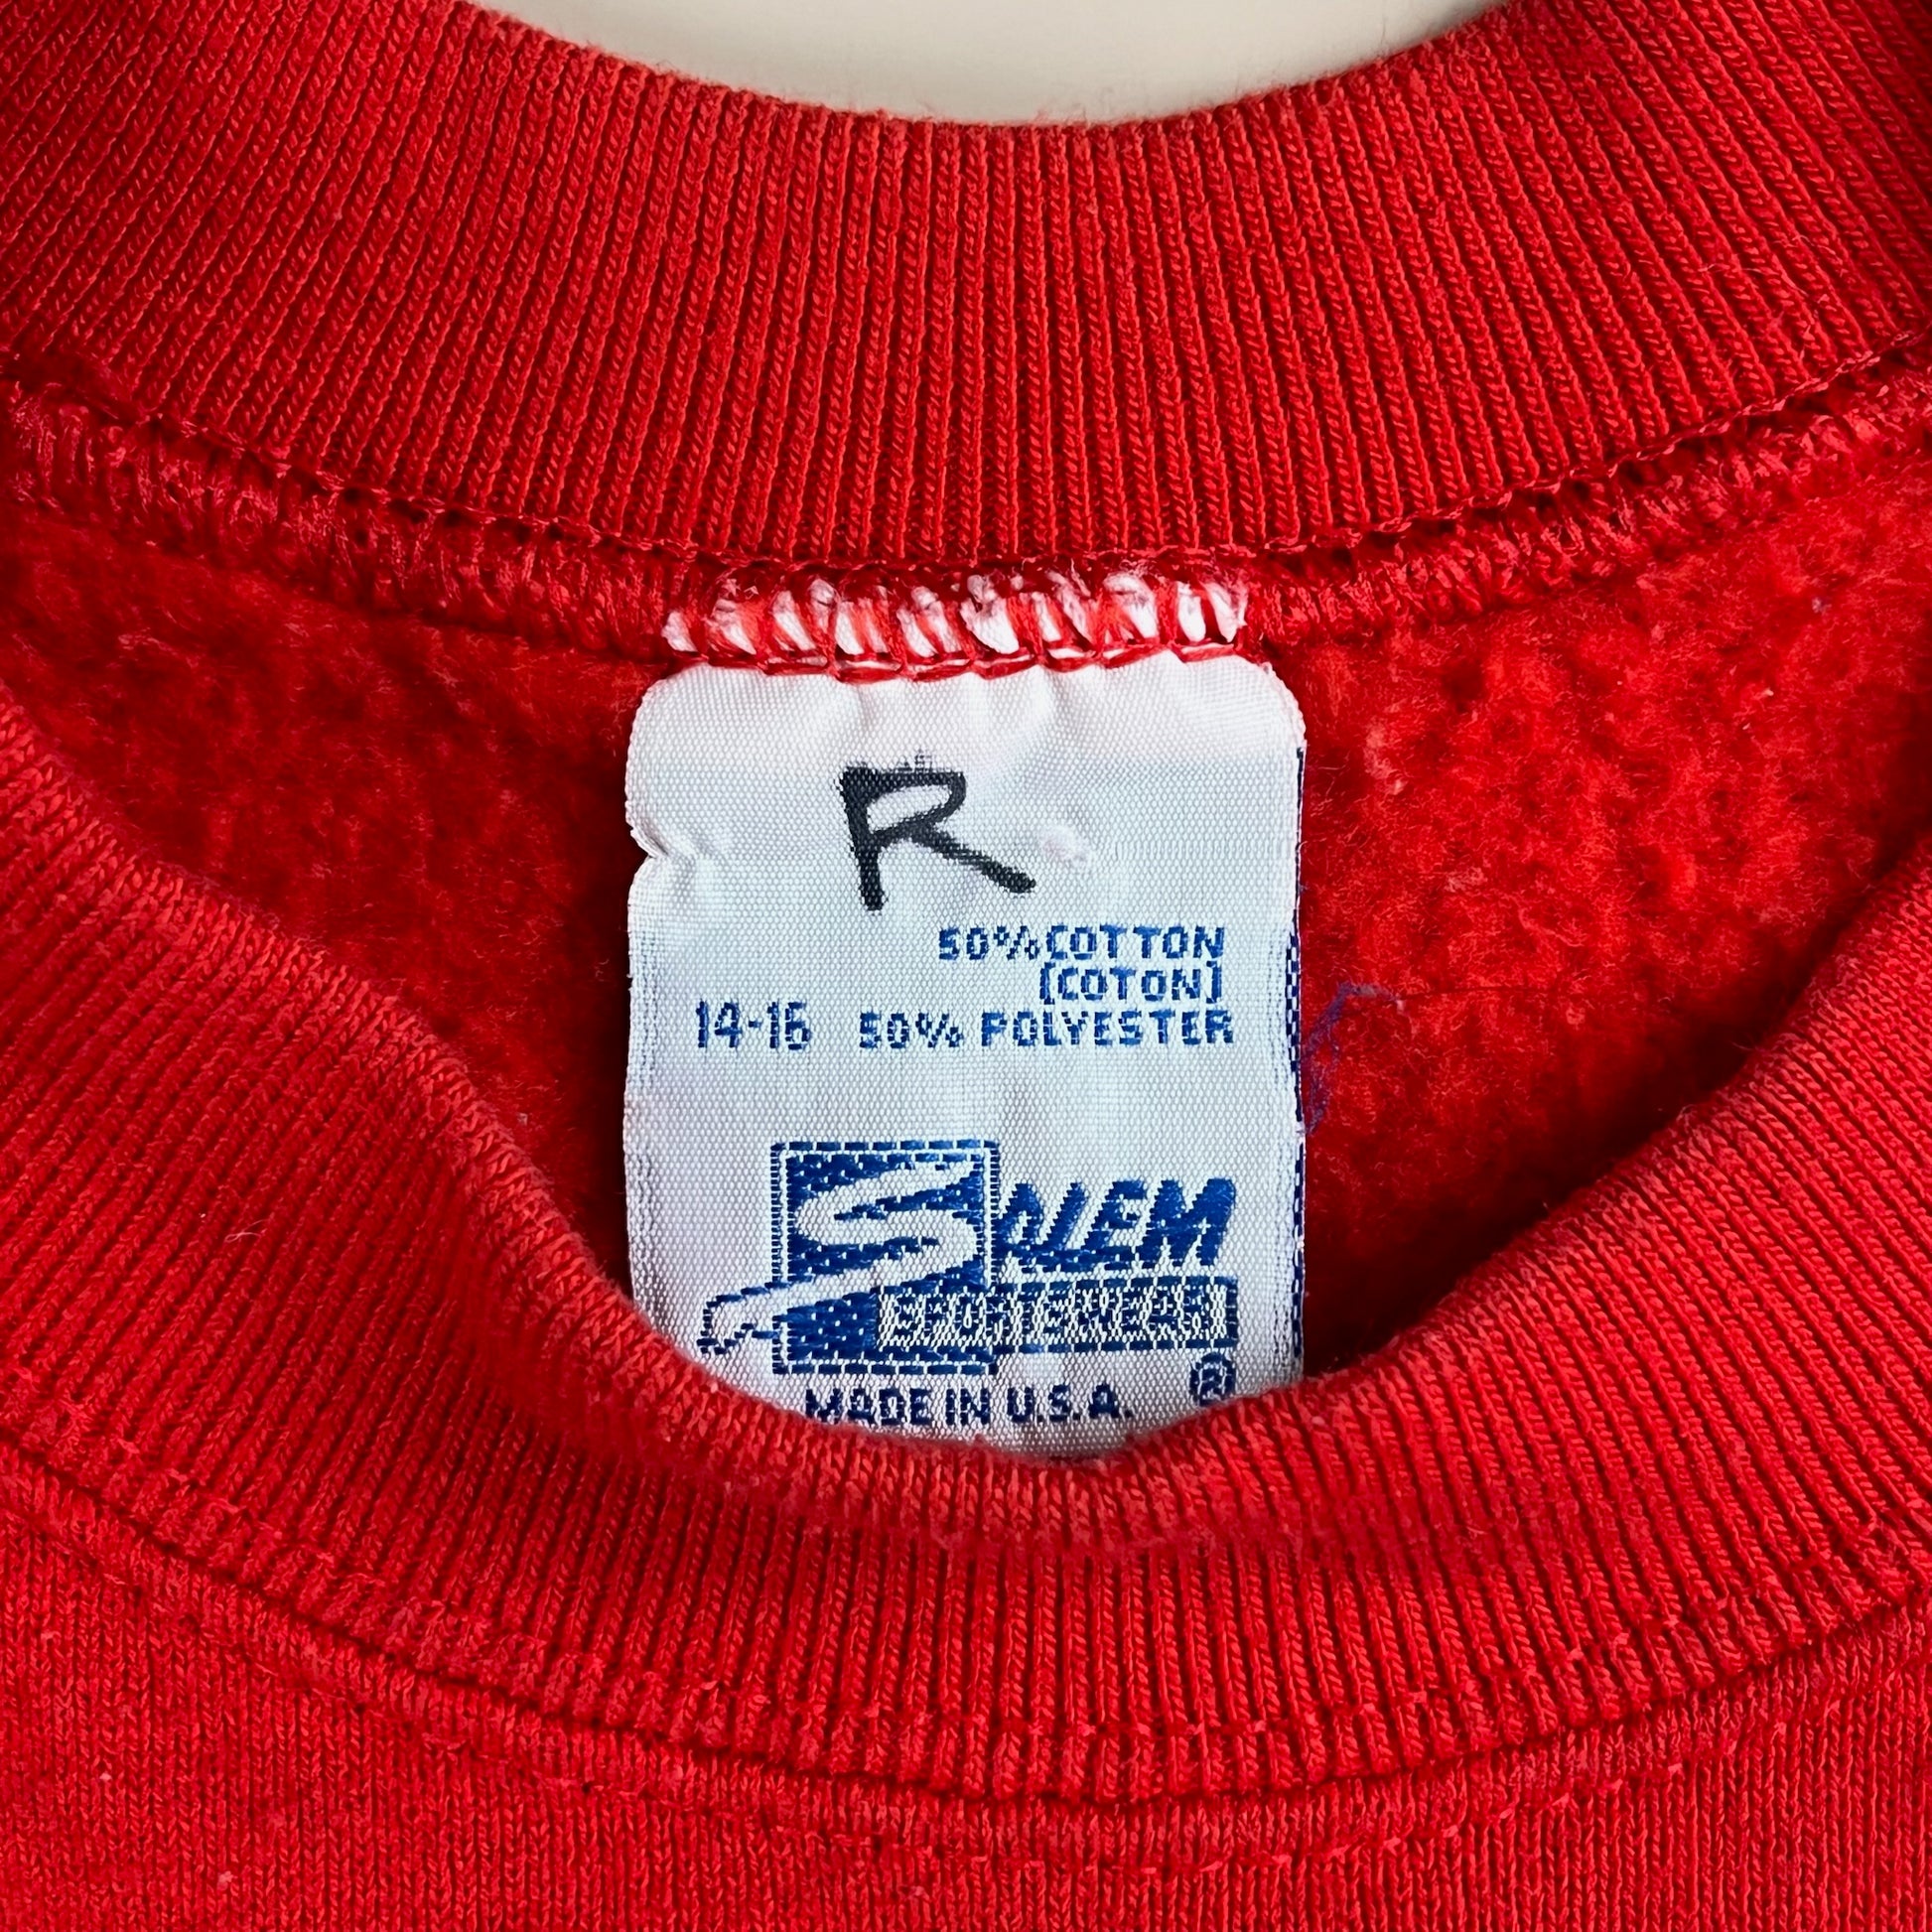 R
50% COTTON
[COTON]
14-16 50% POLYESTER
SALEM
SPORTSWEAR
®
MADE IN U.S.A.